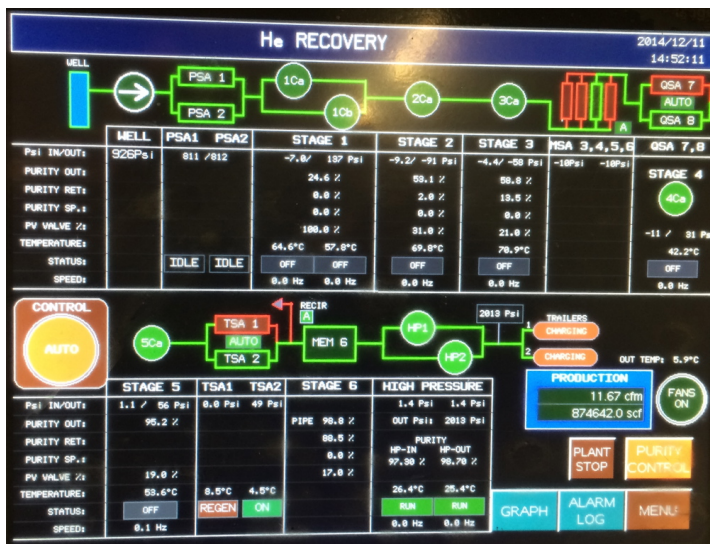 He RECOVERY
2014/12/11
14:52:11
WELL
PSA 1
PSA 2
1Ca
1Cb
2Ca
3Ca
A
QSA 7
AUTO
QSA 8
WELL PSA1 PSA2 STAGE 1 STAGE 2 STAGE 3 MSA 3,4,5,6 QSA 7,8
Psi IN/OUT: 926Psi 811 /812 -7.0/ 137 Psi -9.2/ -91 Psi -4.4/ -58 Psi -10Psi -10Psi
PURITY OUT: 24.6 % 53.1 % 58.8 % STAGE 4
PURITY RET: 0.0 % 2.0 % 13.5 % 4Ca
PURITY SP.: 0.0 % 0.0 % 0.0 %
PV VALVE %: 100.0 % 31.0 % 21.0 % -11 / 31 Ps
TEMPERATURE: 64.6°C 57.8°C 69.8°C 70.9°C 42.2°C
STATUS: IDLE IDLE OFF OFF OFF OFF OFF
SPEED: 0.0 Hz 0.0 Hz 0.0 Hz 0.0 Hz 0.0 Hz
CONTROL
AUTO
5Ca
TSA 1
AUTO
TSA 2
RECIR
A
MEM 6
HP1
HP2
2013 Psi
TRAILERS
1 CHARGING
2 CHARGING
OUT TEMP: 5.9°C
STAGE 5 TSA1 TSA2 STAGE 6 HIGH PRESSURE
Psi IN/OUT: 1.1 / 56 Psi 0.0 Psi 49 Psi 1.4 Psi 1.4 Psi
PURITY OUT: 95.2 % PIPE 98.8 % OUT Psi: 2013 Psi
PURITY RET: 88.5 % PURITY
PURITY SP.: 0.0 % HP-IN HP-OUT
97.30 % 98.70 %
PV VALVE %: 19.0 % 17.0 %
TEMPERATURE: 53.6°C 8.5°C 4.5°C 26.4°C 25.4°C
STATUS: OFF REGEN ON RUN RUN
SPEED: 0.1 Hz 0.0 Hz 0.0 Hz
PRODUCTION
11.67 cfm
874642.0 scf
FANS
ON
PLANT
STOP
PURITY
CONTROL
GRAPH
ALARM
LOG
MENU